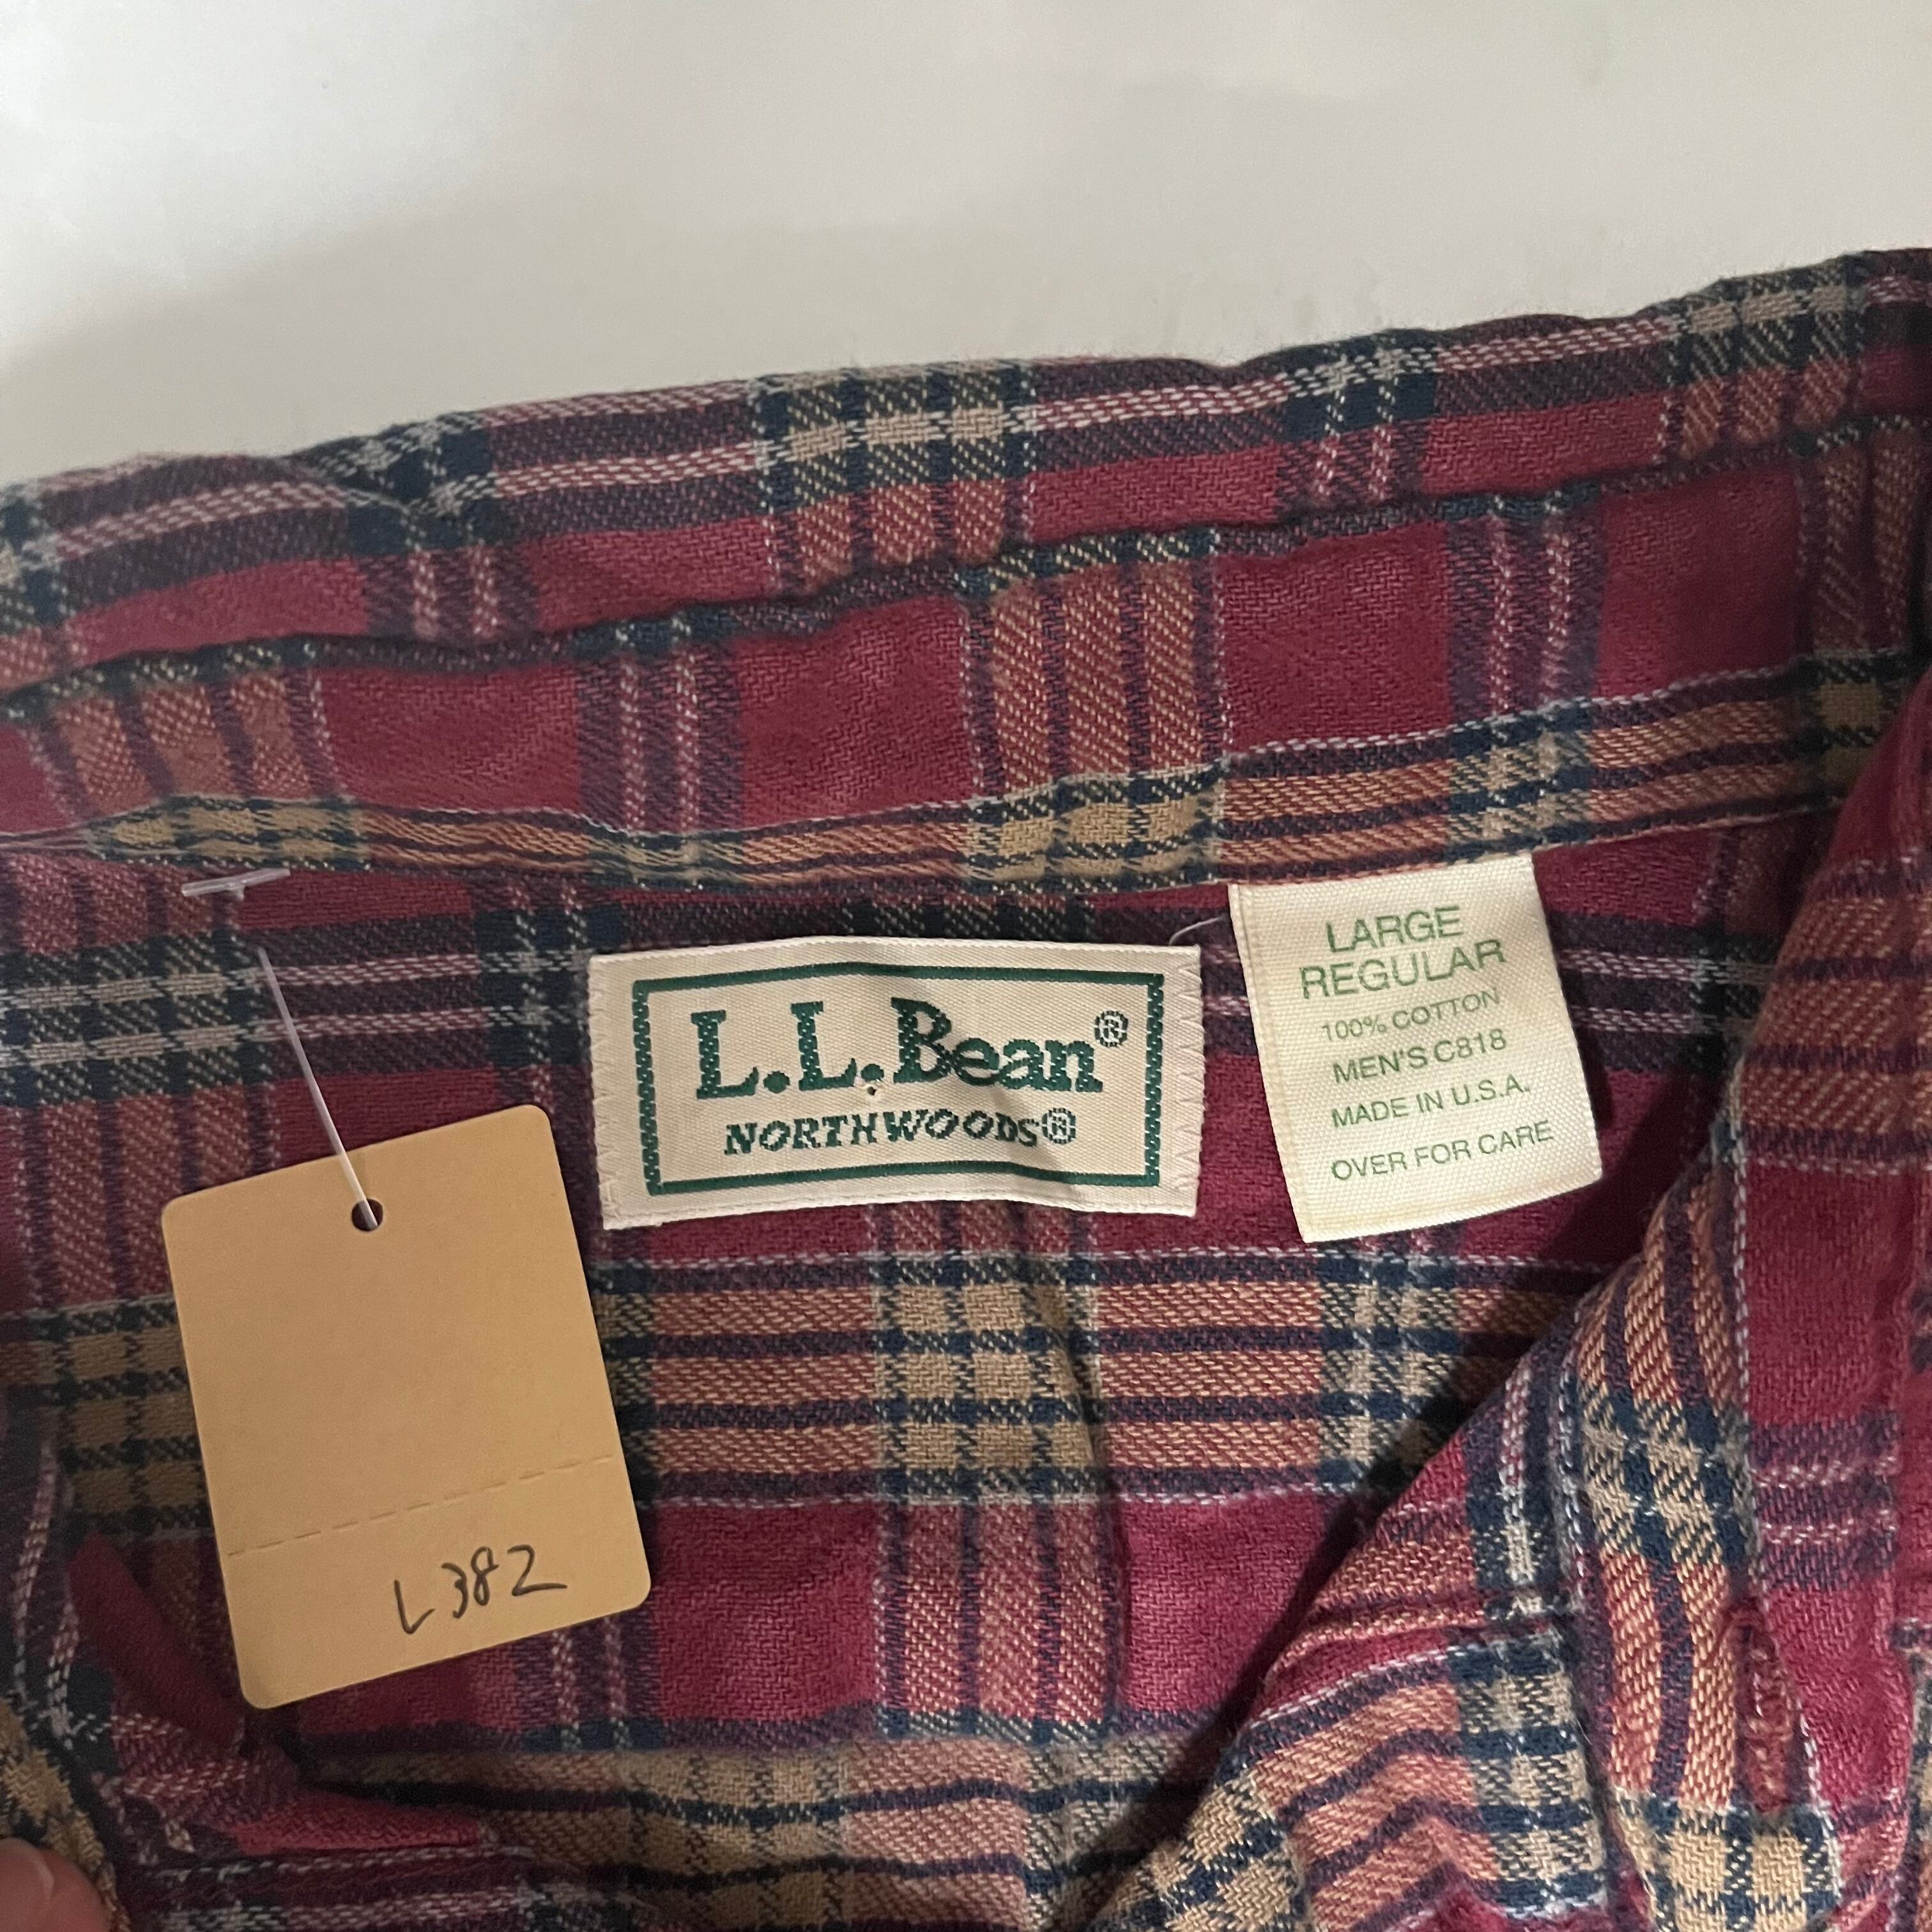 L.L.Bean®
NORTHWOODS®
LARGE
REGULAR
100% COTTON
MEN'S C818
MADE IN U.S.A.
OVER FOR CARE
L382